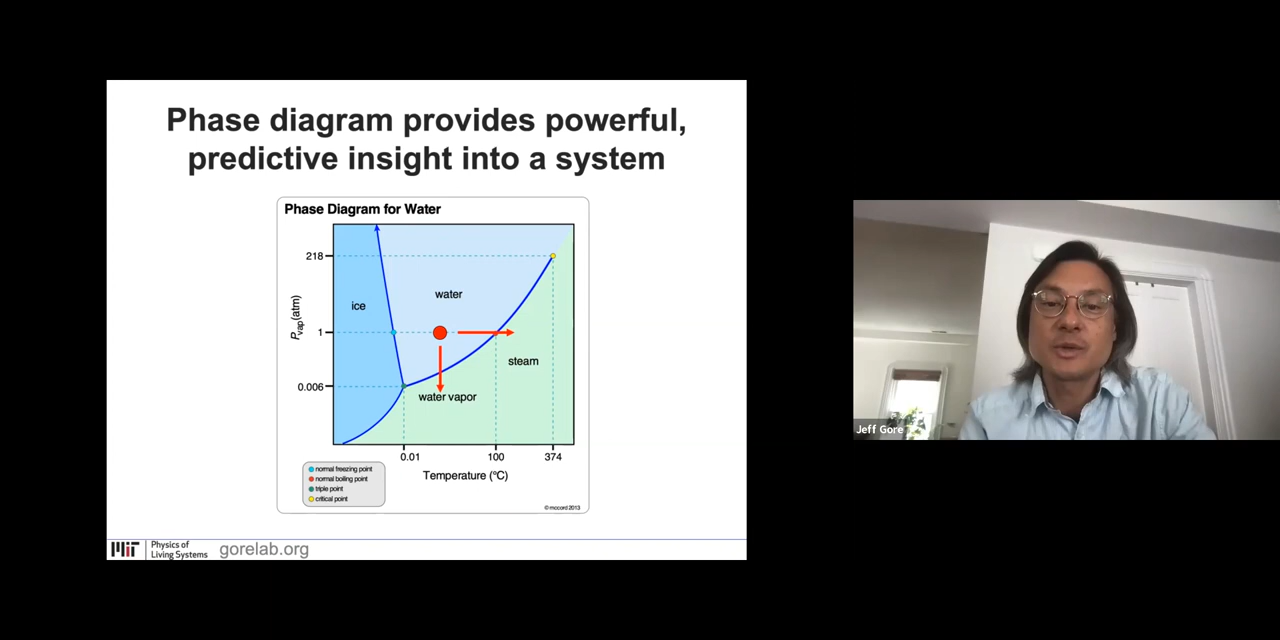 Phase diagram provides powerful,
predictive insight into a system
Phase Diagram for Water
218
ice
water
Pvap(atm)
1
steam
0.006
water vapor
0.01
100
374
Temperature (°C)
normal freezing point
normal boiling point
triple point
critical point
© mccord 2013
MIT
Physics of
Living Systems
gorelab.org
Jeff Gore